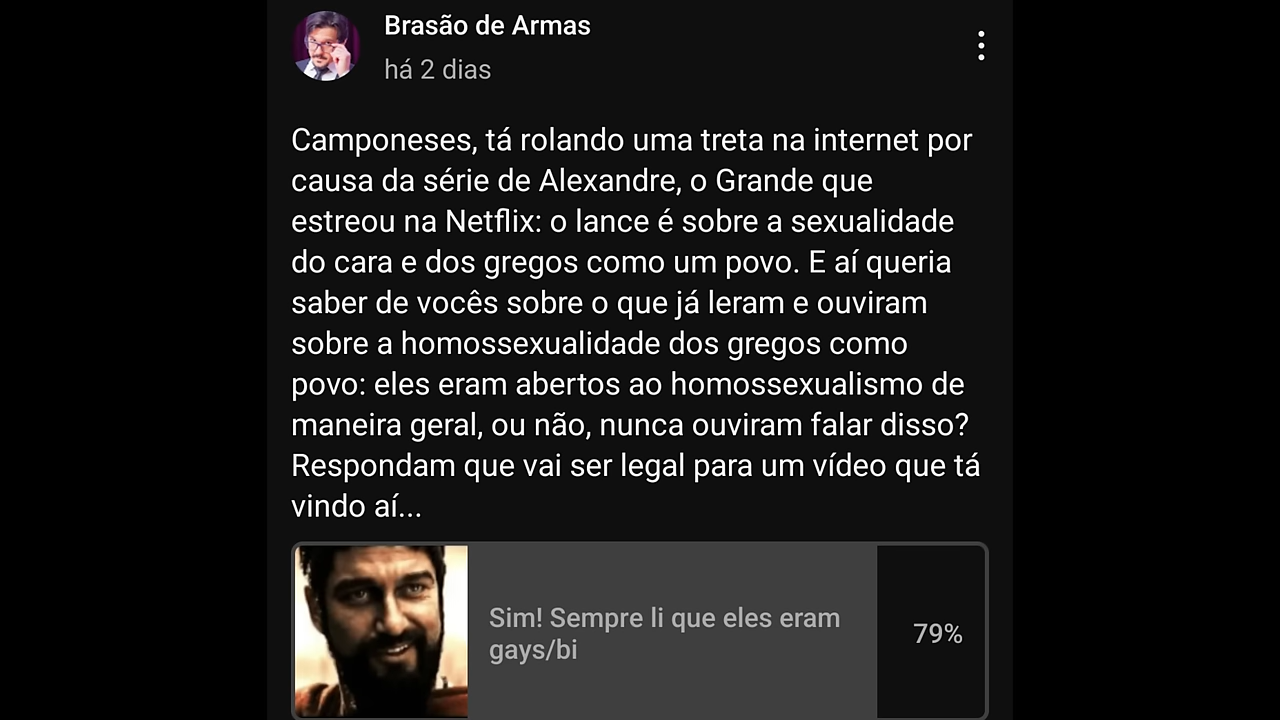 Brasão de Armas
há 2 dias
Camponeses, tá rolando uma treta na internet por
causa da série de Alexandre, o Grande que
estreou na Netflix: o lance é sobre a sexualidade
do cara e dos gregos como um povo. E aí queria
saber de vocês sobre o que já leram e ouviram
sobre a homossexualidade dos gregos como
povo: eles eram abertos ao homossexualismo de
maneira geral, ou não, nunca ouviram falar disso?
Respondam que vai ser legal para um vídeo que tá
vindo aí...
Sim! Sempre li que eles eram
gays/bi
79%